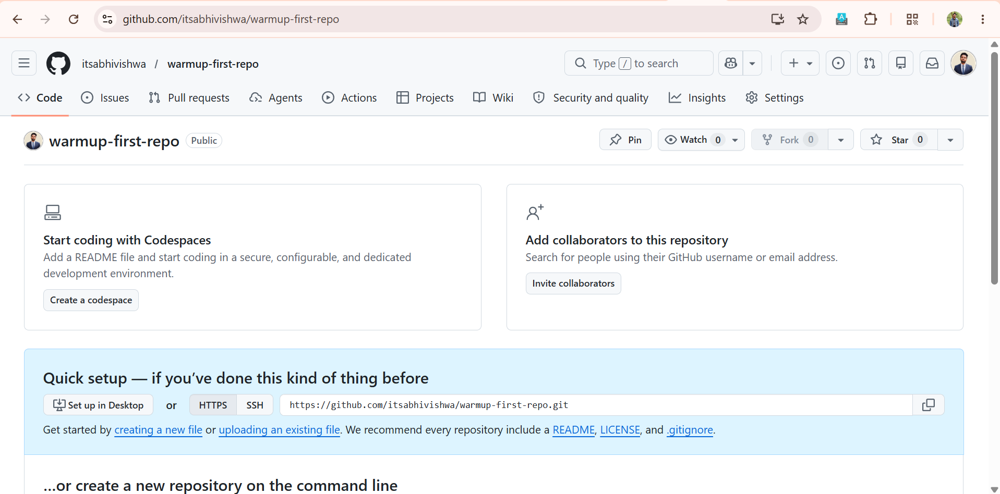 github.com/itsabhivishwa/warmup-first-repo
itsabhivishwa / warmup-first-repo
Type / to search
Code Issues Pull requests Agents Actions Projects Wiki Security and quality Insights Settings
warmup-first-repo Public
Pin Watch 0 Fork 0 Star 0
Start coding with Codespaces
Add a README file and start coding in a secure, configurable, and dedicated
development environment.
Create a codespace
Add collaborators to this repository
Search for people using their GitHub username or email address.
Invite collaborators
Quick setup — if you’ve done this kind of thing before
Set up in Desktop or HTTPS SSH https://github.com/itsabhivishwa/warmup-first-repo.git
Get started by creating a new file or uploading an existing file. We recommend every repository include a README, LICENSE, and .gitignore.
…or create a new repository on the command line